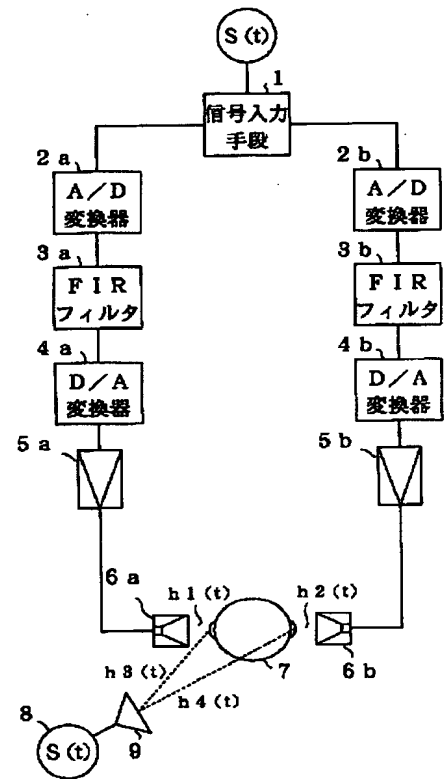 S(t)
1
信号入力
手段
2a
2b
A/D
変換器
A/D
変換器
3a
3b
FIR
フィルタ
FIR
フィルタ
4a
4b
D/A
変換器
D/A
変換器
5a
5b
6a
h1(t)
h2(t)
7
6b
h3(t)
h4(t)
8
S(t)
9